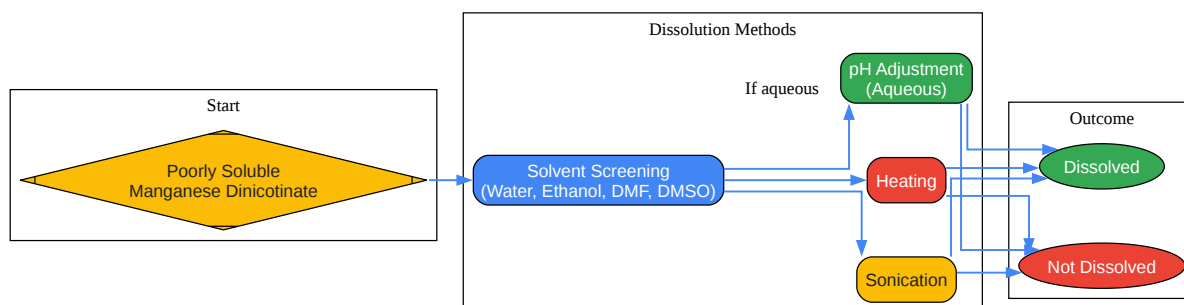 Start
Poorly Soluble
Manganese Dinicotinate
Dissolution Methods
Solvent Screening
(Water, Ethanol, DMF, DMSO)
If aqueous
pH Adjustment
(Aqueous)
Heating
Sonication
Outcome
Dissolved
Not Dissolved